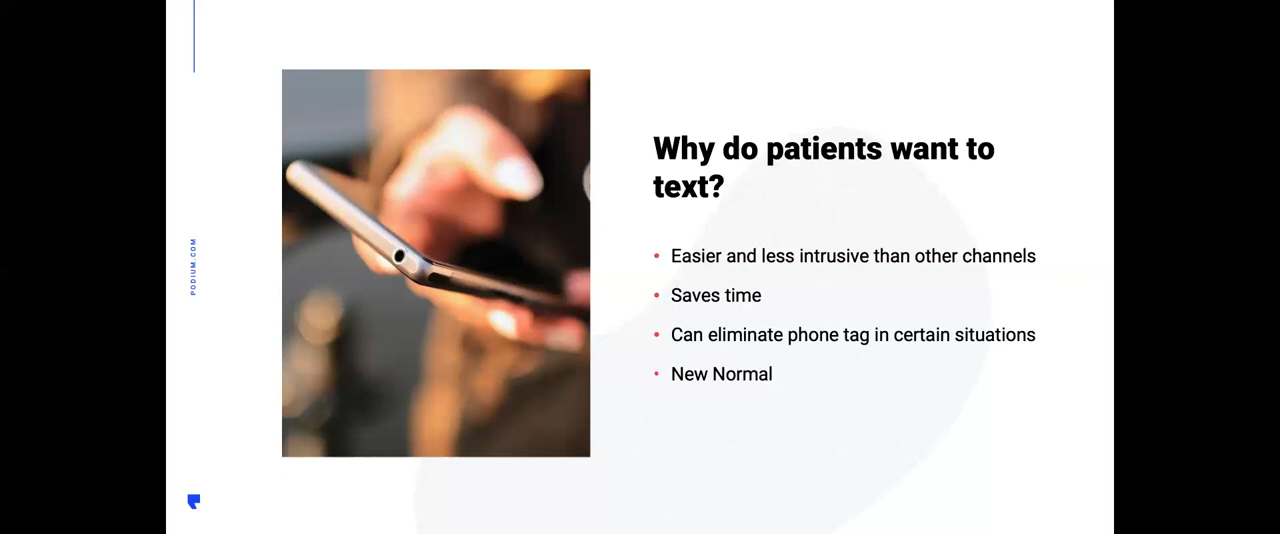 PODIUM.COM
Why do patients want to
text?
• Easier and less intrusive than other channels
• Saves time
• Can eliminate phone tag in certain situations
• New Normal